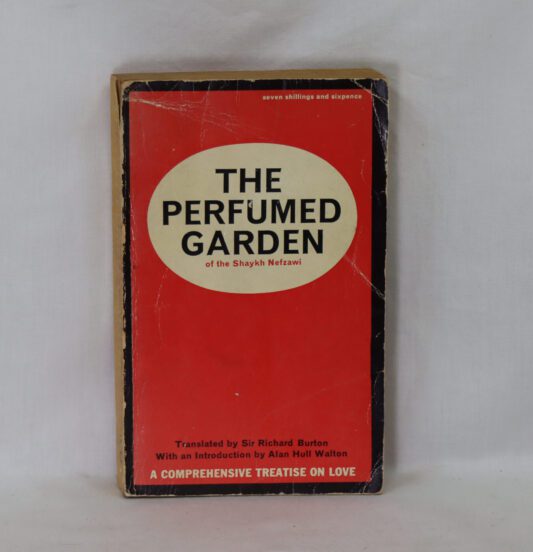 seven shillings and sixpence
THE
PERFUMED
GARDEN
of the Shaykh Nefzawi
Translated by Sir Richard Burton
With an Introduction by Alan Hull Walton
A COMPREHENSIVE TREATISE ON LOVE